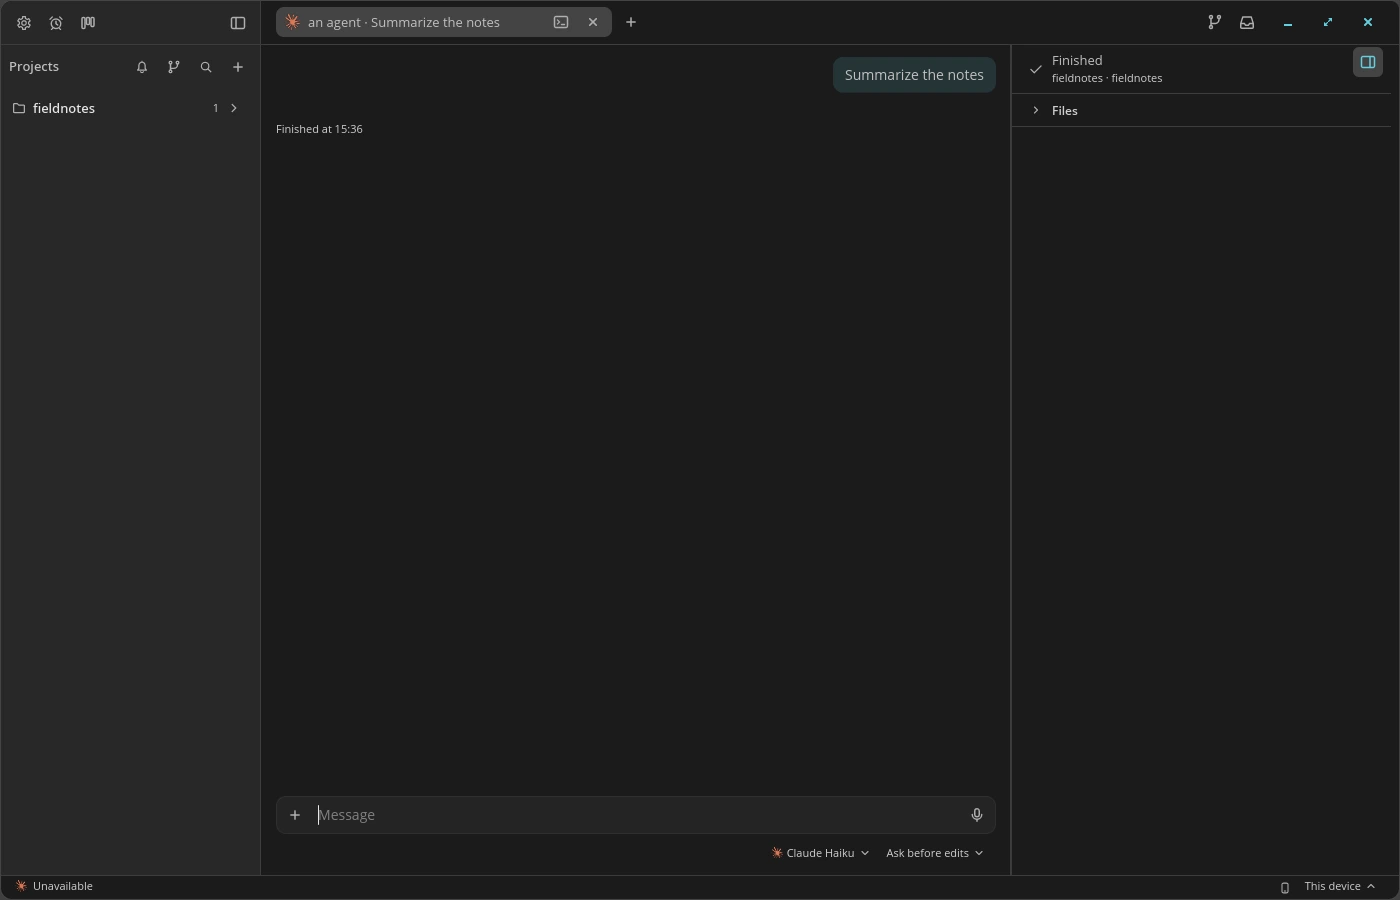 an agent · Summarize the notes
Projects
fieldnotes
1
Summarize the notes
Finished at 15:36
Message
Claude Haiku
Ask before edits
Finished
fieldnotes · fieldnotes
Files
Unavailable
This device